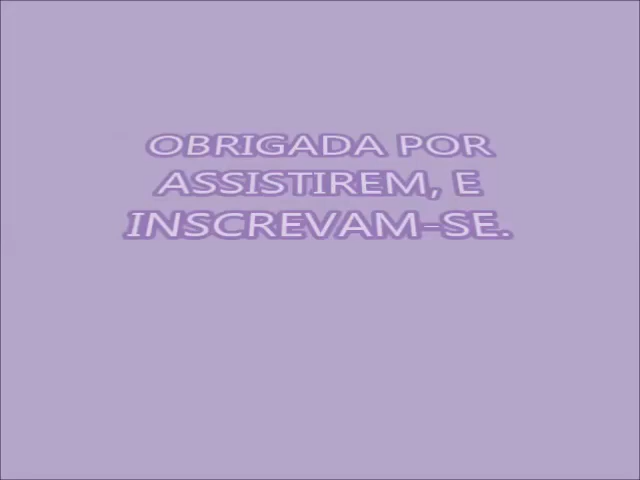 OBRIGADA POR
ASSISTIREM, E
INSCREVAM-SE.